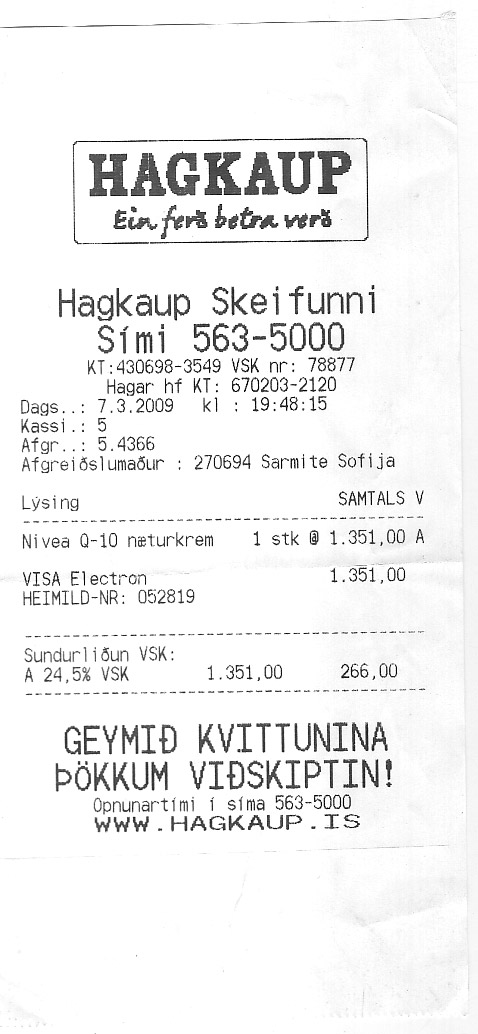 HAGKAUP
Ein ferð betra verð
Hagkaup Skeifunni
Sími 563-5000
KT:430698-3549 VSK nr: 78877
Hagar hf KT: 670203-2120
Dags..: 7.3.2009 kl : 19:48:15
Kassi.: 5
Afgr..: 5.4366
Afgreiðslumaður : 270694 Sarmite Sofija
Lýsing SAMTALS V
Nivea Q-10 næturkrem 1 stk @ 1.351,00 A
VISA Electron 1.351,00
HEIMILD-NR: 052819
Sundurliðun VSK:
A 24,5% VSK 1.351,00 266,00
GEYMIÐ KVITTUNINA
ÞÖKKUM VIÐSKIPTIN!
Opnunartími í síma 563-5000
WWW.HAGKAUP.IS